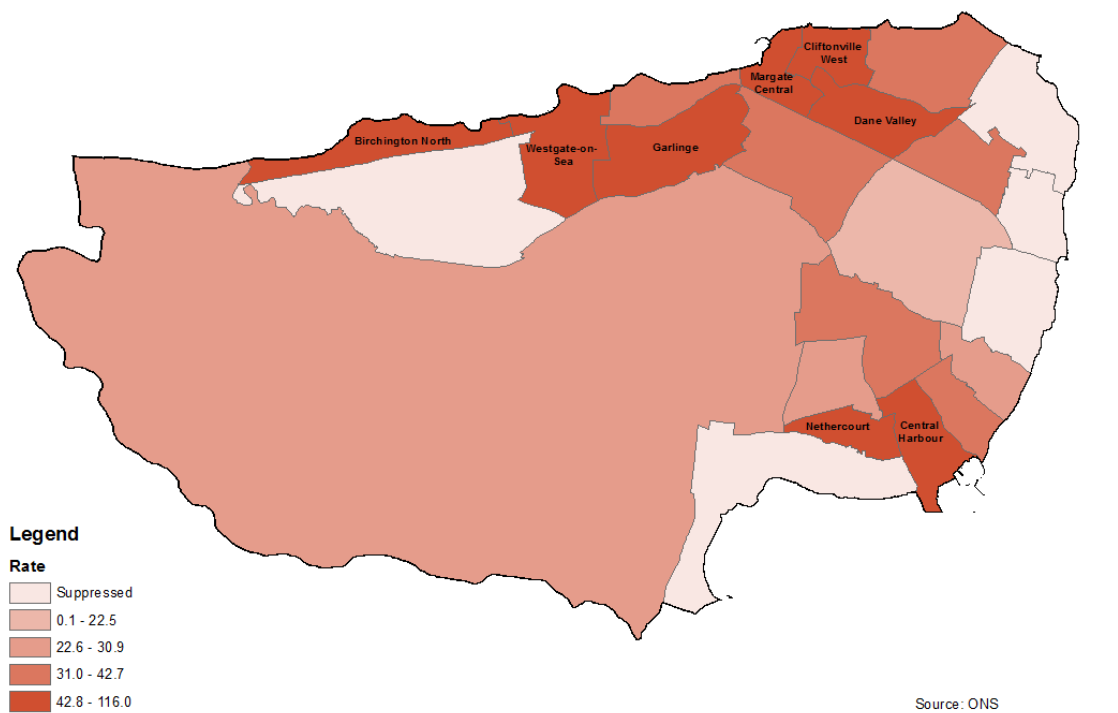 Cliftonville
West
Margate
Central
Dane Valley
Birchington North
Westgate-on-
Sea
Garlinge
Nethercourt
Central
Harbour
Legend
Rate
Suppressed
0.1 - 22.5
22.6 - 30.9
31.0 - 42.7
42.8 - 116.0
Source: ONS